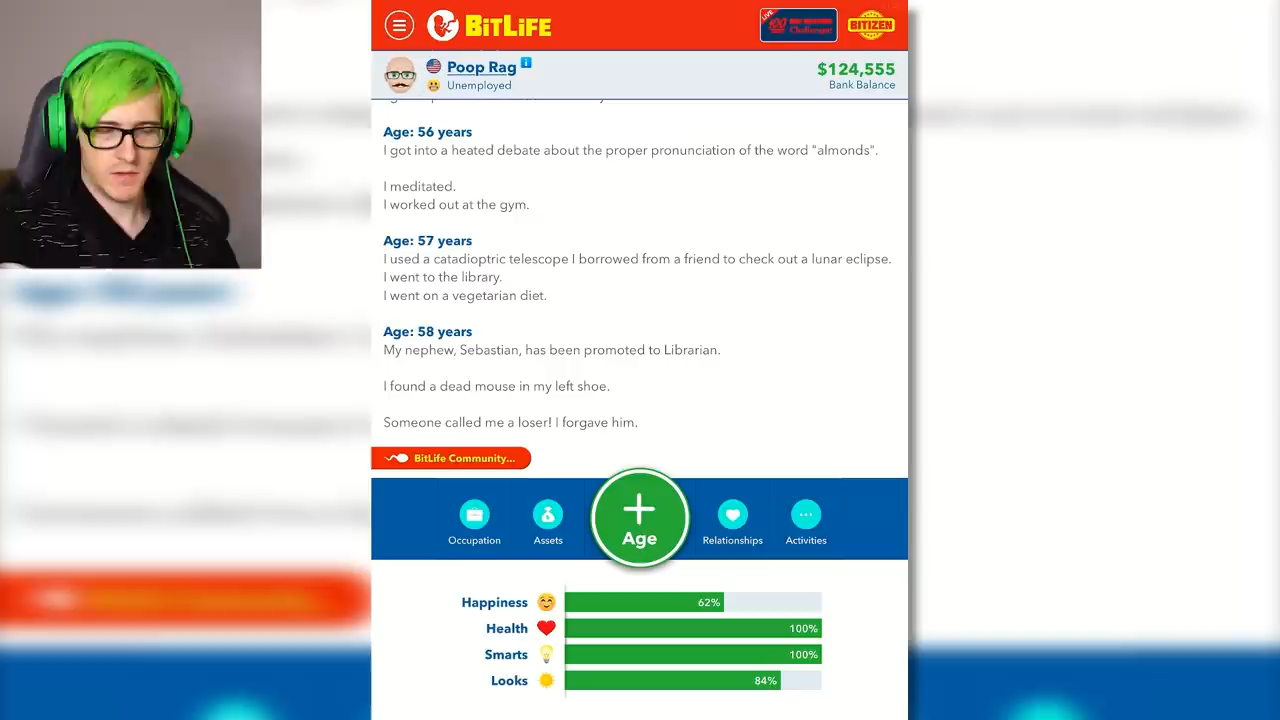 BITLIFE
LIVE
Challenge!
BITIZEN
Poop Rag
$124,555
Unemployed
Bank Balance
Age: 56 years
I got into a heated debate about the proper pronunciation of the word "almonds".
I meditated.
I worked out at the gym.
Age: 57 years
I used a catadioptric telescope I borrowed from a friend to check out a lunar eclipse.
I went to the library.
I went on a vegetarian diet.
Age: 58 years
My nephew, Sebastian, has been promoted to Librarian.
I found a dead mouse in my left shoe.
Someone called me a loser! I forgave him.
BitLife Community...
Occupation
Assets
Age
Relationships
Activities
Happiness 62%
Health 100%
Smarts 100%
Looks 84%